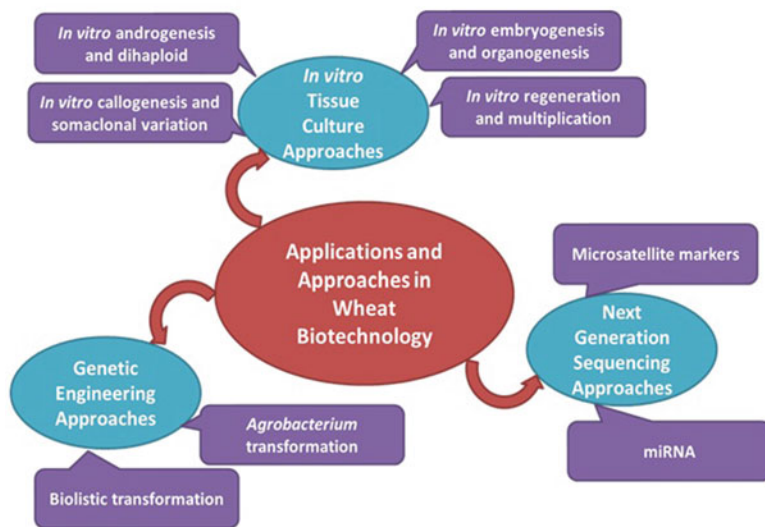 In vitro androgenesis
and dihaploid
In vitro embryogenesis
and organogenesis
In vitro callogenesis and
somaclonal variation
In vitro
Tissue
Culture
Approaches
In vitro regeneration
and multiplication
Applications and
Approaches in
Wheat
Biotechnology
Microsatellite markers
Next
Generation
Sequencing
Approaches
miRNA
Genetic
Engineering
Approaches
Agrobacterium
transformation
Biolistic transformation